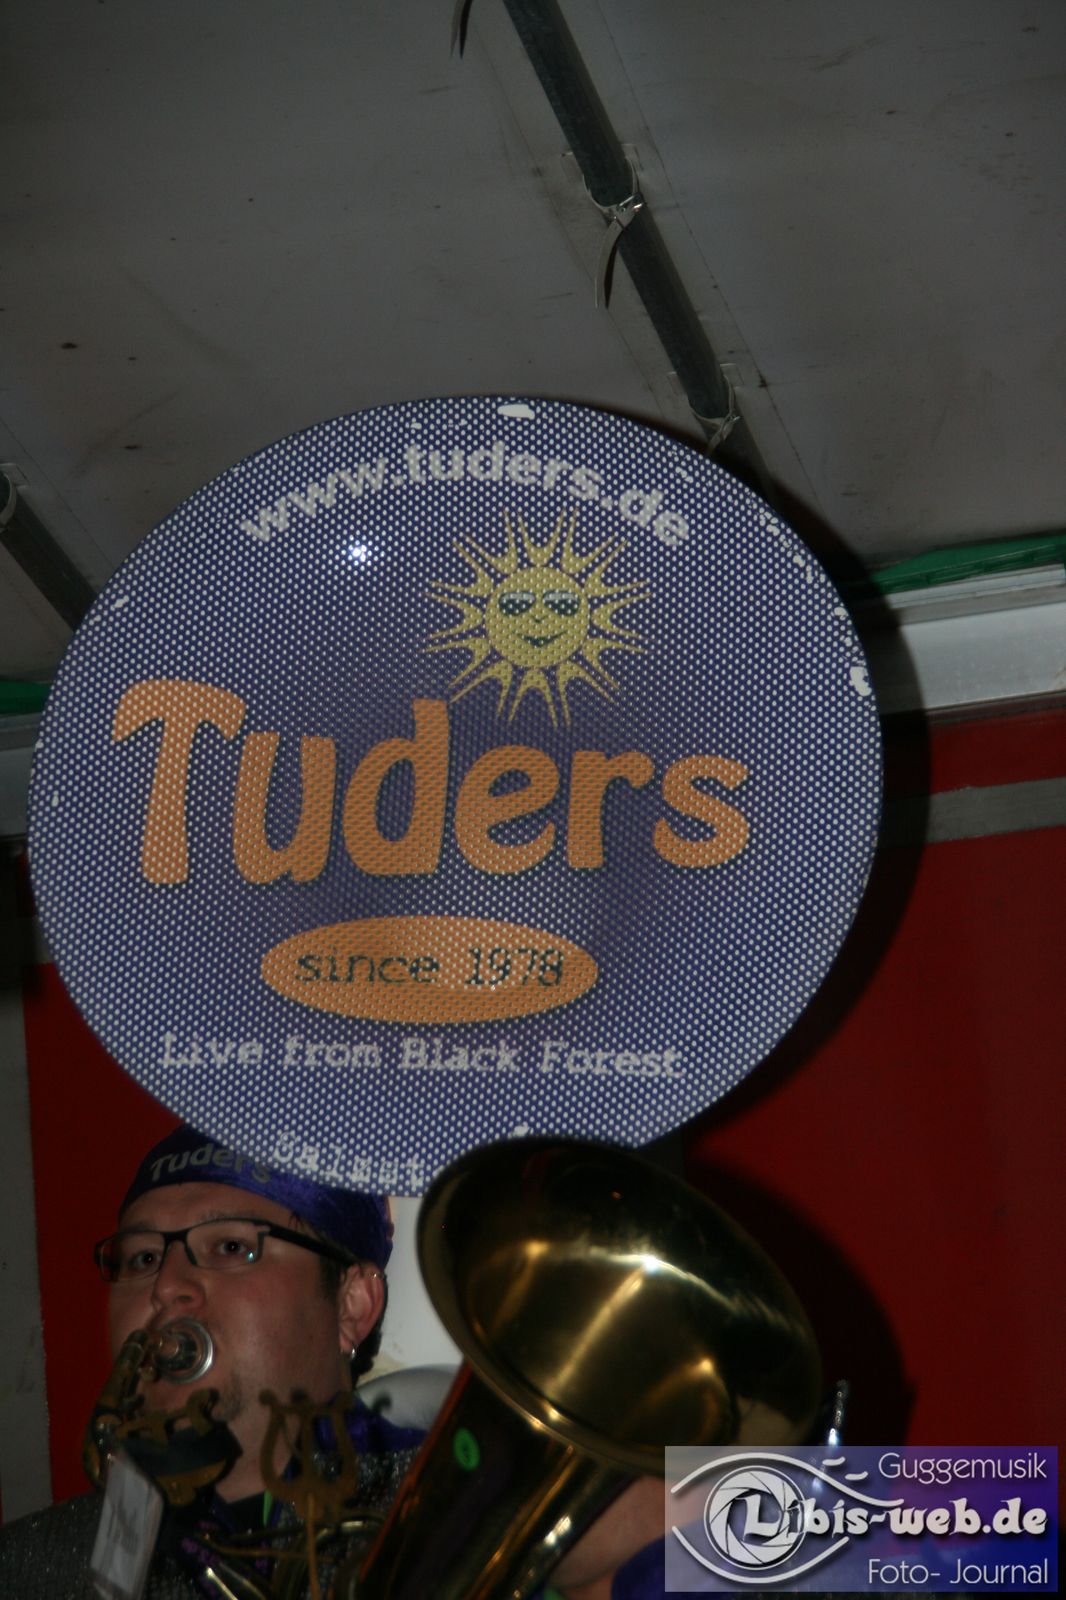 www.tuders.de
Tuders
since 1978
Live from Black Forest
Tuders
Guggemusik
Libis-web.de
Foto- Journal